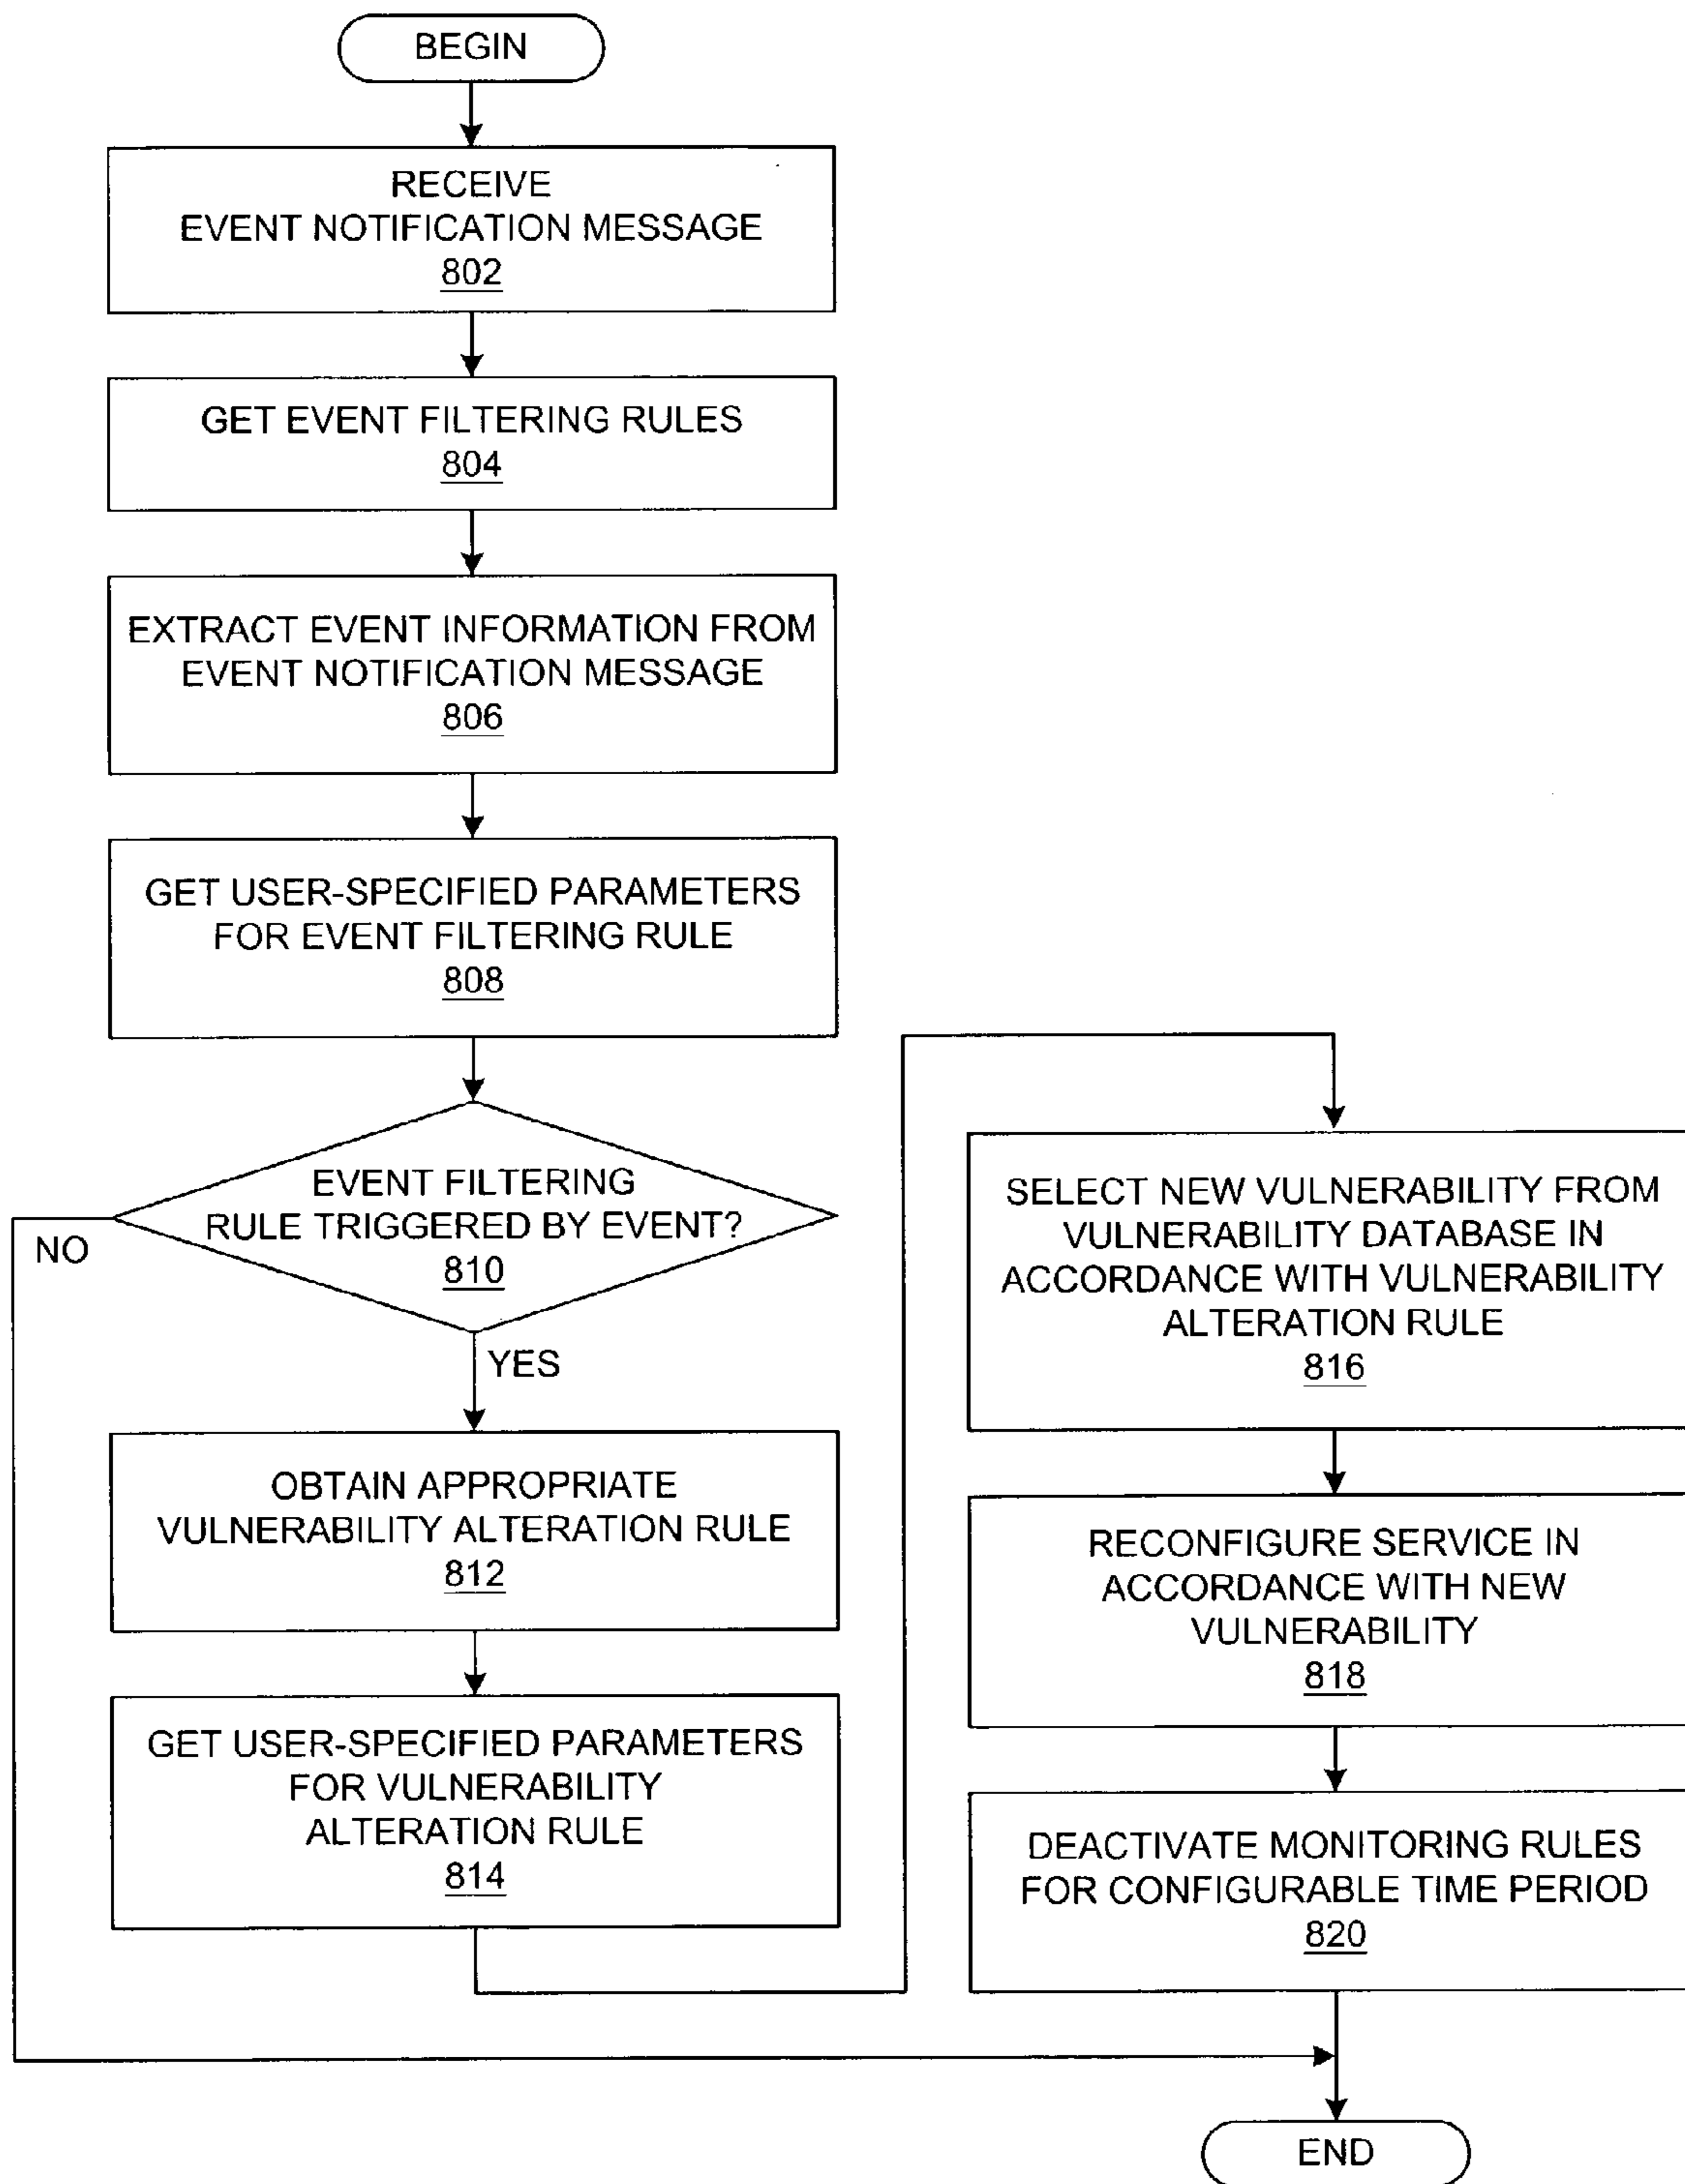 BEGIN
RECEIVE
EVENT NOTIFICATION MESSAGE
802
GET EVENT FILTERING RULES
804
EXTRACT EVENT INFORMATION FROM
EVENT NOTIFICATION MESSAGE
806
GET USER-SPECIFIED PARAMETERS
FOR EVENT FILTERING RULE
808
EVENT FILTERING
RULE TRIGGERED BY EVENT?
810
NO
YES
OBTAIN APPROPRIATE
VULNERABILITY ALTERATION RULE
812
GET USER-SPECIFIED PARAMETERS
FOR VULNERABILITY
ALTERATION RULE
814
SELECT NEW VULNERABILITY FROM
VULNERABILITY DATABASE IN
ACCORDANCE WITH VULNERABILITY
ALTERATION RULE
816
RECONFIGURE SERVICE IN
ACCORDANCE WITH NEW
VULNERABILITY
818
DEACTIVATE MONITORING RULES
FOR CONFIGURABLE TIME PERIOD
820
END